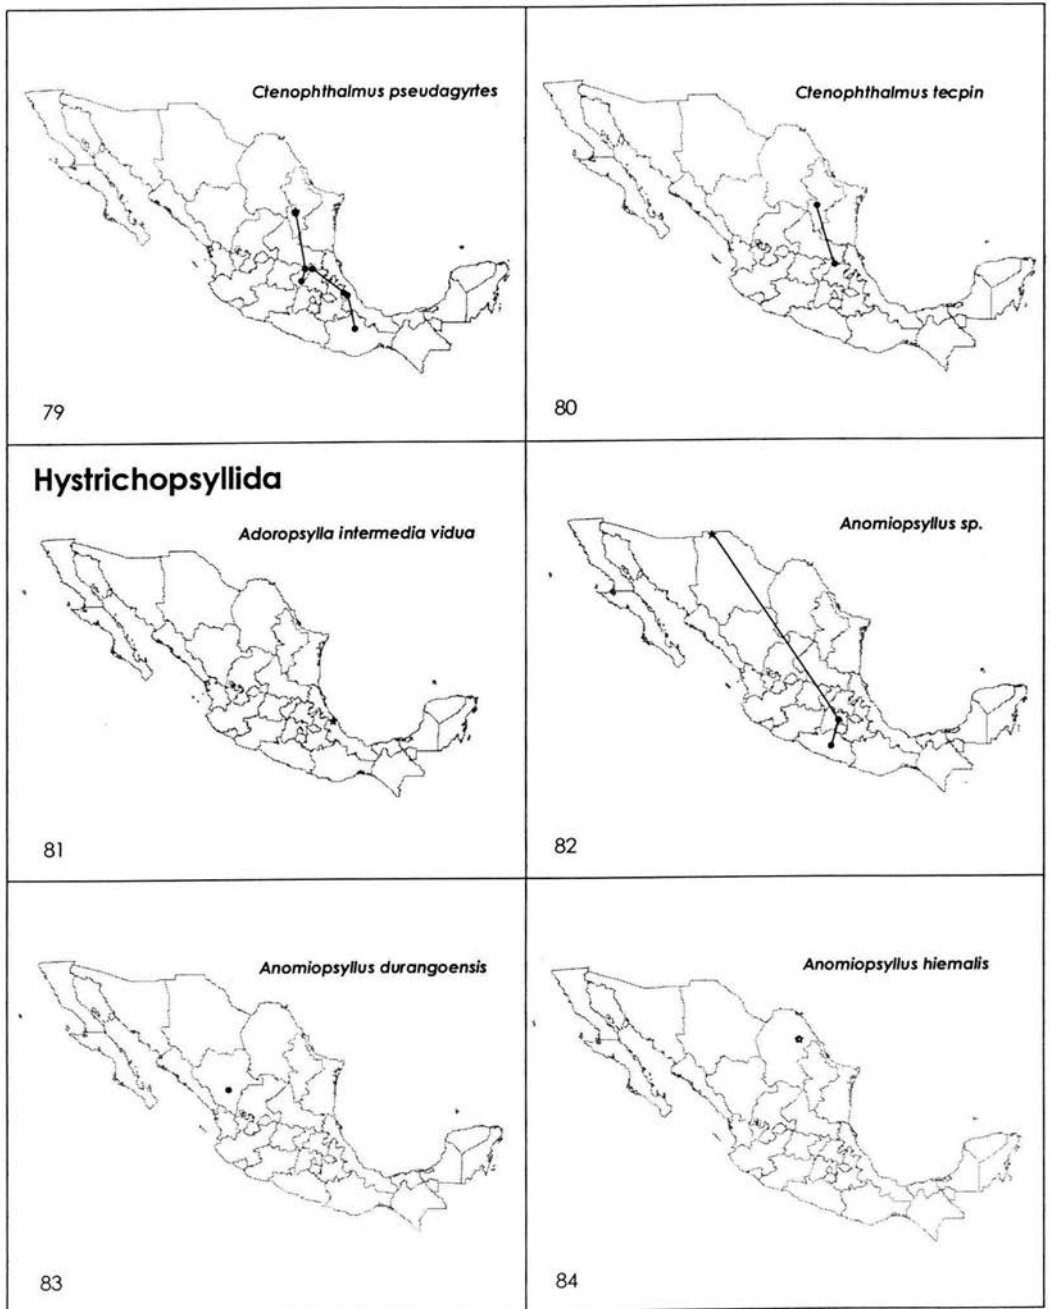 Ctenophthalmus pseudagyrtes
79
Ctenophthalmus tecpin
80
Hystrichopsyllida
Adoropsylla intermedia vidua
81
Anomiopsyllus sp.
82
Anomiopsyllus durangoensis
83
Anomiopsyllus hiemalis
84